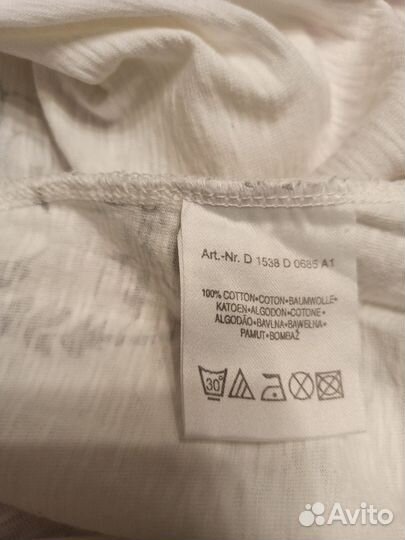 Art.-Nr. D 1538 D 0685 A1
100% COTTON•COTON•BAUMWOLLE•
KATOEN•ALGODON•COTONE•
ALGODÃO•BAVLNA•BAWEŁNA•
PAMUT•BOMBAŽ
30°
Avito